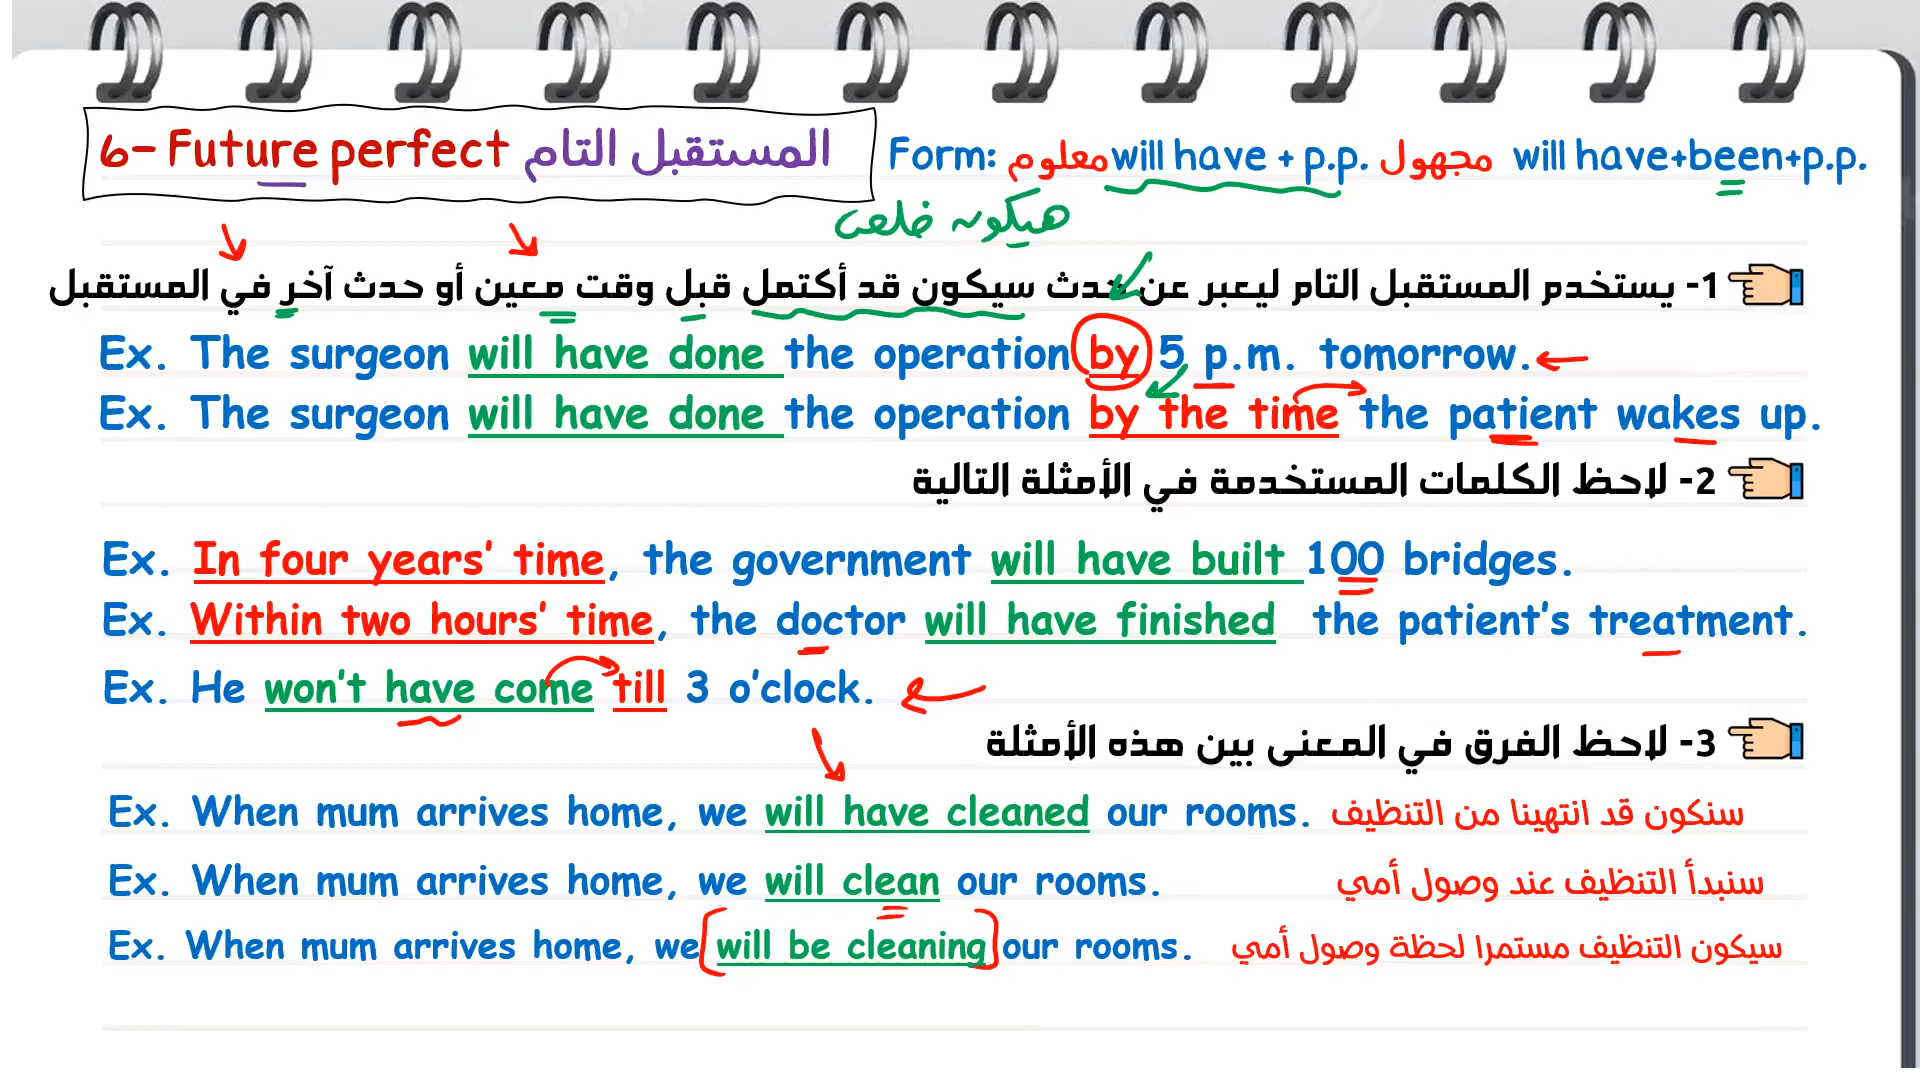 6- Future perfect المستقبل التام
Form: معلوم will have + p.p. مجهول will have+been+p.p.
هيكون خلص
1- يستخدم المستقبل التام ليعبر عن حدث سيكون قد أكتمل قبل وقت معين أو حدث آخر في المستقبل
Ex. The surgeon will have done the operation by 5 p.m. tomorrow.
Ex. The surgeon will have done the operation by the time the patient wakes up.
2- لاحظ الكلمات المستخدمة في الأمثلة التالية
Ex. In four years' time, the government will have built 100 bridges.
Ex. Within two hours' time, the doctor will have finished the patient's treatment.
Ex. He won't have come till 3 o'clock.
3- لاحظ الفرق في المعنى بين هذه الأمثلة
Ex. When mum arrives home, we will have cleaned our rooms. سنكون قد انتهينا من التنظيف
Ex. When mum arrives home, we will clean our rooms. سنبدأ التنظيف عند وصول أمي
Ex. When mum arrives home, we will be cleaning our rooms. سيكون التنظيف مستمرا لحظة وصول أمي